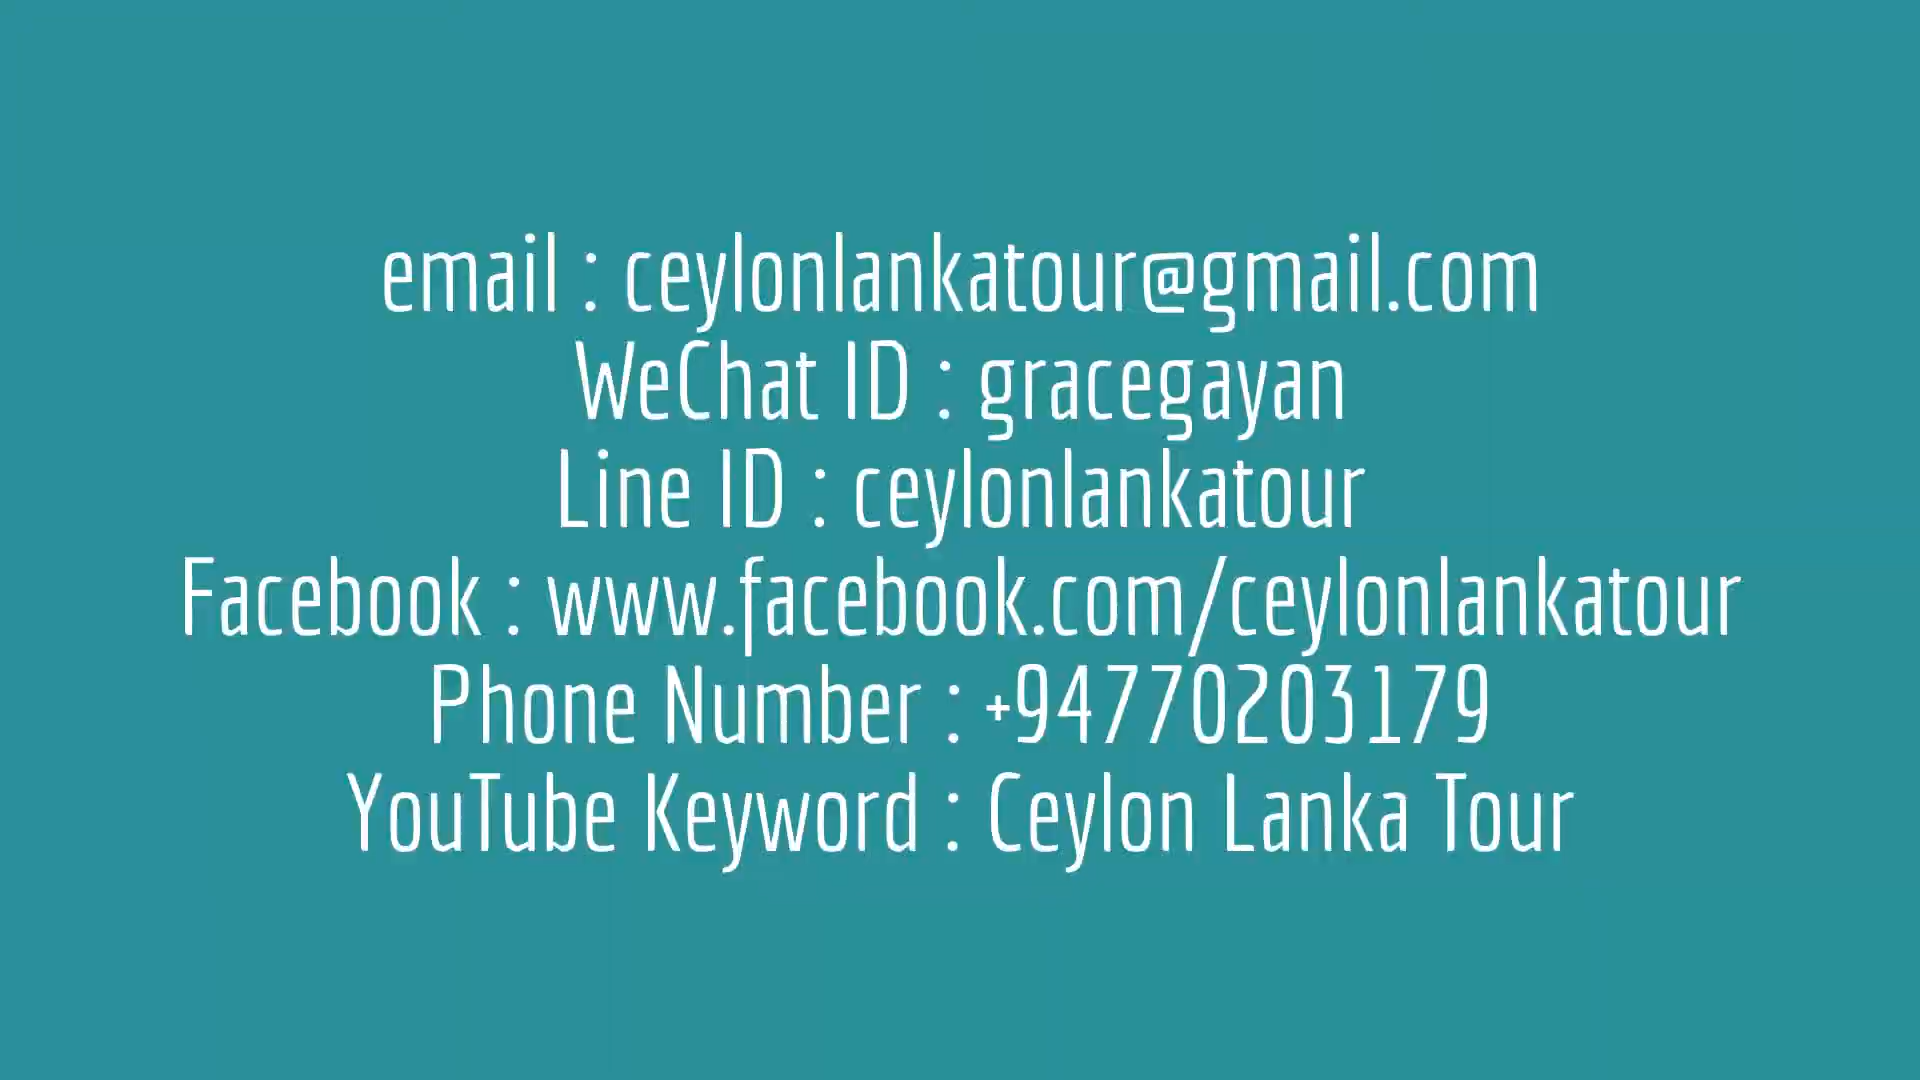 email : ceylonlankatour@gmail.com
WeChat ID : gracegayan
Line ID : ceylonlankatour
Facebook : www.facebook.com/ceylonlankatour
Phone Number : +94770203179
YouTube Keyword : Ceylon Lanka Tour